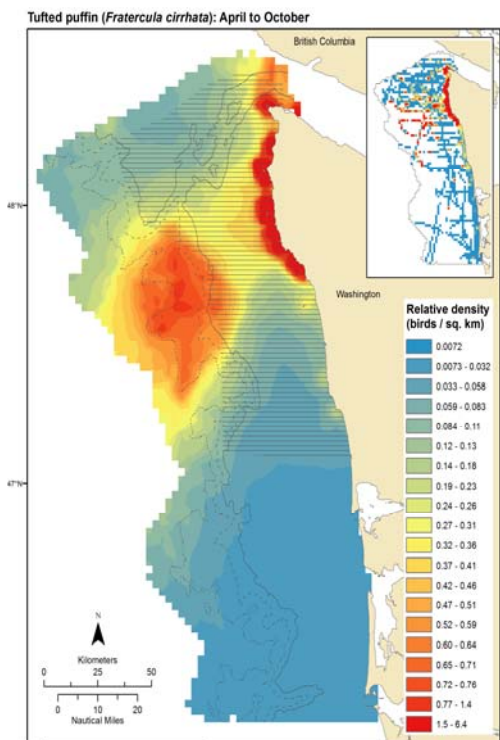 Tufted puffin (Fratercula cirrhata): April to October
British Columbia
48°N
Washington
47°N
Relative density
(birds / sq. km)
0.0072
0.0073 - 0.032
0.033 - 0.058
0.059 - 0.083
0.084 - 0.11
0.12 - 0.13
0.14 - 0.18
0.19 - 0.23
0.24 - 0.26
0.27 - 0.31
0.32 - 0.36
0.37 - 0.41
0.42 - 0.46
0.47 - 0.51
0.52 - 0.59
0.60 - 0.64
0.65 - 0.71
0.72 - 0.76
0.77 - 1.4
1.5 - 6.4
N
Kilometers
0 25 50
0 10 20
Nautical Miles